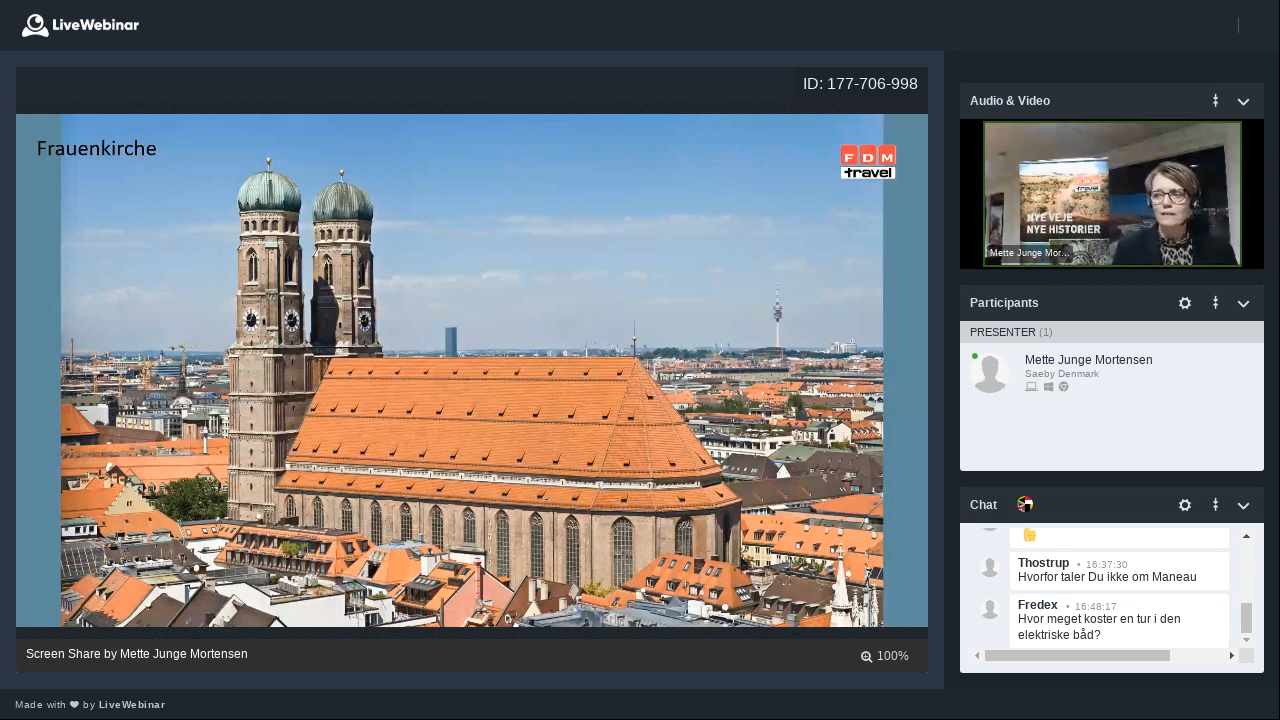 LiveWebinar
ID: 177-706-998
Frauenkirche
FDM
travel
Screen Share by Mette Junge Mortensen
100%
Audio & Video
FDM
travel
NYE VEJE
NYE HISTORIER
Mette Junge Mor...
Participants
PRESENTER (1)
Mette Junge Mortensen
Saeby Denmark
Chat
Thostrup • 16:37:30
Hvorfor taler Du ikke om Maneau
Fredex • 16:48:17
Hvor meget koster en tur i den
elektriske båd?
Made with ❤ by LiveWebinar